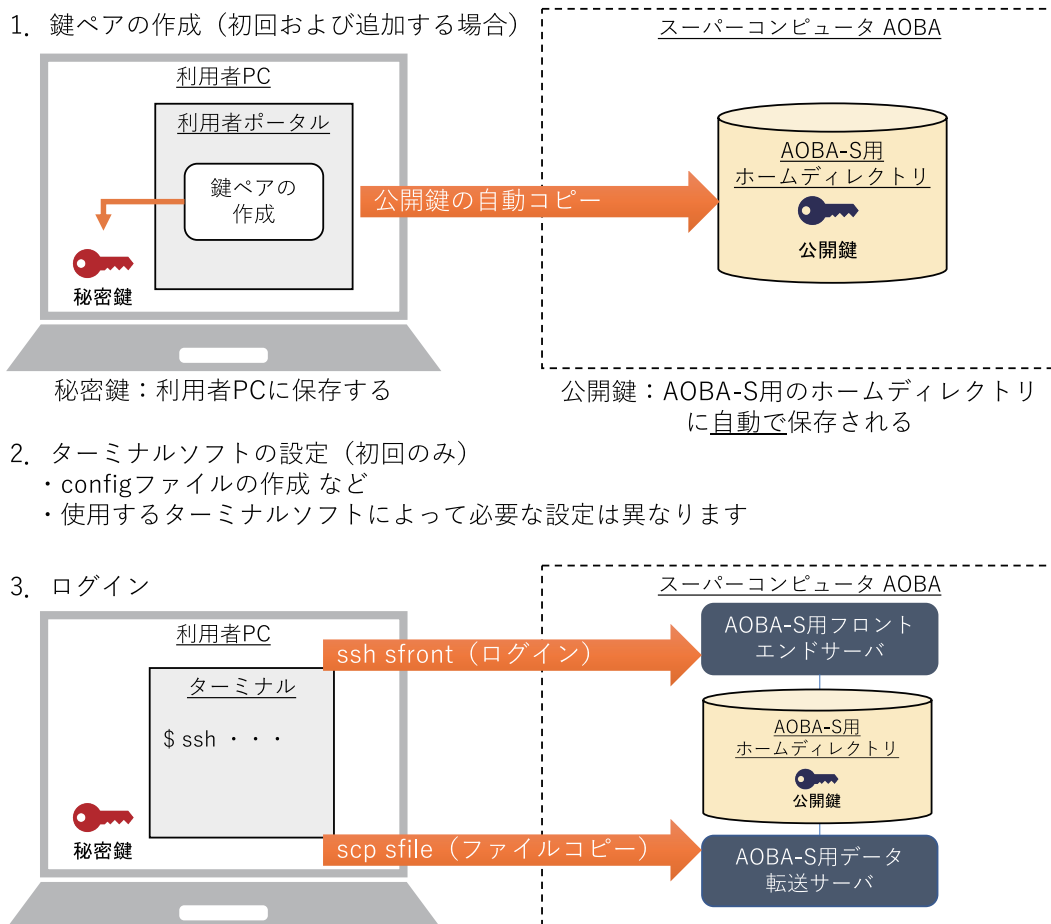 1. 鍵ペアの作成（初回および追加する場合）
スーパーコンピュータ AOBA
利用者PC
利用者ポータル
鍵ペアの
作成
秘密鍵
公開鍵の自動コピー
AOBA-S用
ホームディレクトリ
公開鍵
秘密鍵：利用者PCに保存する
公開鍵：AOBA-S用のホームディレクトリ
に自動で保存される
2. ターミナルソフトの設定（初回のみ）
・configファイルの作成 など
・使用するターミナルソフトによって必要な設定は異なります
3. ログイン
スーパーコンピュータ AOBA
利用者PC
ターミナル
$ ssh ・・・
秘密鍵
ssh sfront（ログイン）
scp sfile（ファイルコピー）
AOBA-S用フロント
エンドサーバ
AOBA-S用
ホームディレクトリ
公開鍵
AOBA-S用データ
転送サーバ